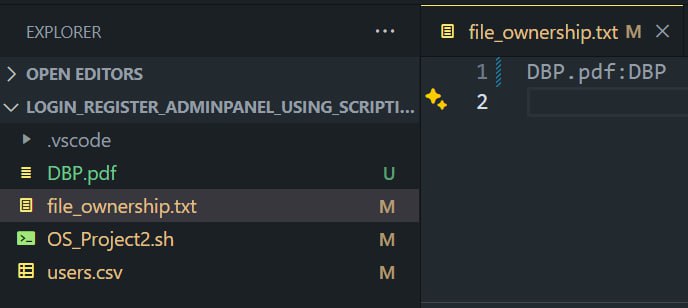 EXPLORER
OPEN EDITORS
LOGIN_REGISTER_ADMINPANEL_USING_SCRIPTI...
.vscode
DBP.pdf U
file_ownership.txt M
OS_Project2.sh M
users.csv M
file_ownership.txt M
1 DBP.pdf:DBP
2